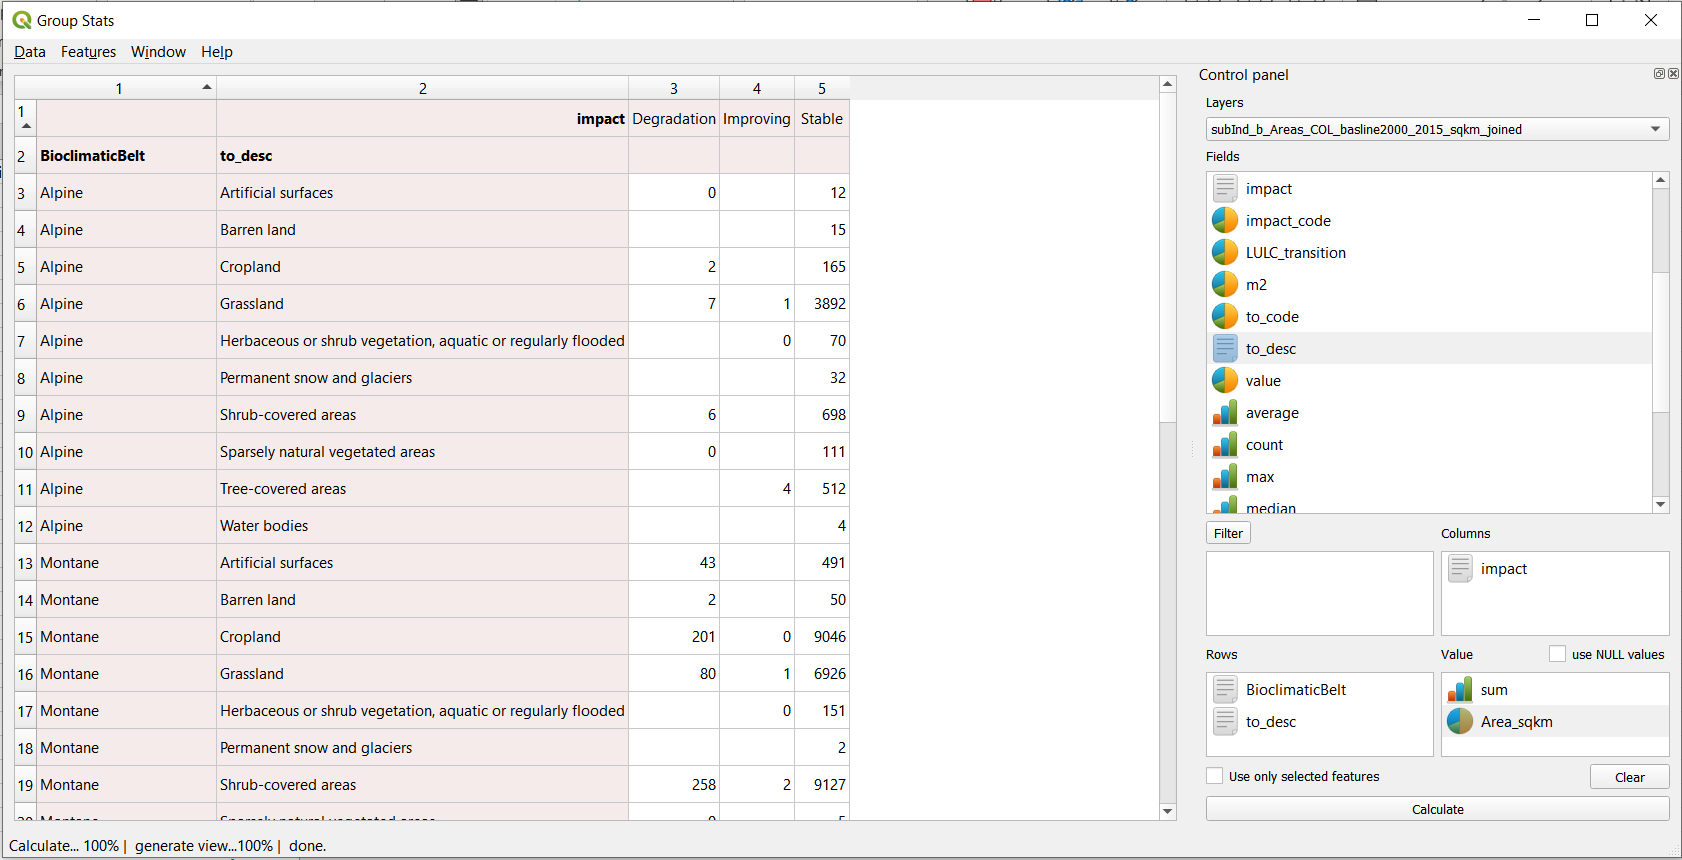 Group Stats
Data Features Window Help
1 2 3 4 5
1 impact Degradation Improving Stable
2 BioclimaticBelt to_desc
3 Alpine Artificial surfaces 0 12
4 Alpine Barren land 15
5 Alpine Cropland 2 165
6 Alpine Grassland 7 1 3892
7 Alpine Herbaceous or shrub vegetation, aquatic or regularly flooded 0 70
8 Alpine Permanent snow and glaciers 32
9 Alpine Shrub-covered areas 6 698
10 Alpine Sparsely natural vegetated areas 0 111
11 Alpine Tree-covered areas 4 512
12 Alpine Water bodies 4
13 Montane Artificial surfaces 43 491
14 Montane Barren land 2 50
15 Montane Cropland 201 0 9046
16 Montane Grassland 80 1 6926
17 Montane Herbaceous or shrub vegetation, aquatic or regularly flooded 0 151
18 Montane Permanent snow and glaciers 2
19 Montane Shrub-covered areas 258 2 9127
20 Montane Sparsely natural vegetated areas 0 5
Control panel
Layers
subInd_b_Areas_COL_basline2000_2015_sqkm_joined
Fields
impact
impact_code
LULC_transition
m2
to_code
to_desc
value
average
count
max
median
Filter
Columns
impact
Rows
BioclimaticBelt
to_desc
Value
use NULL values
sum
Area_sqkm
Use only selected features
Clear
Calculate
Calculate... 100% | generate view...100% | done.